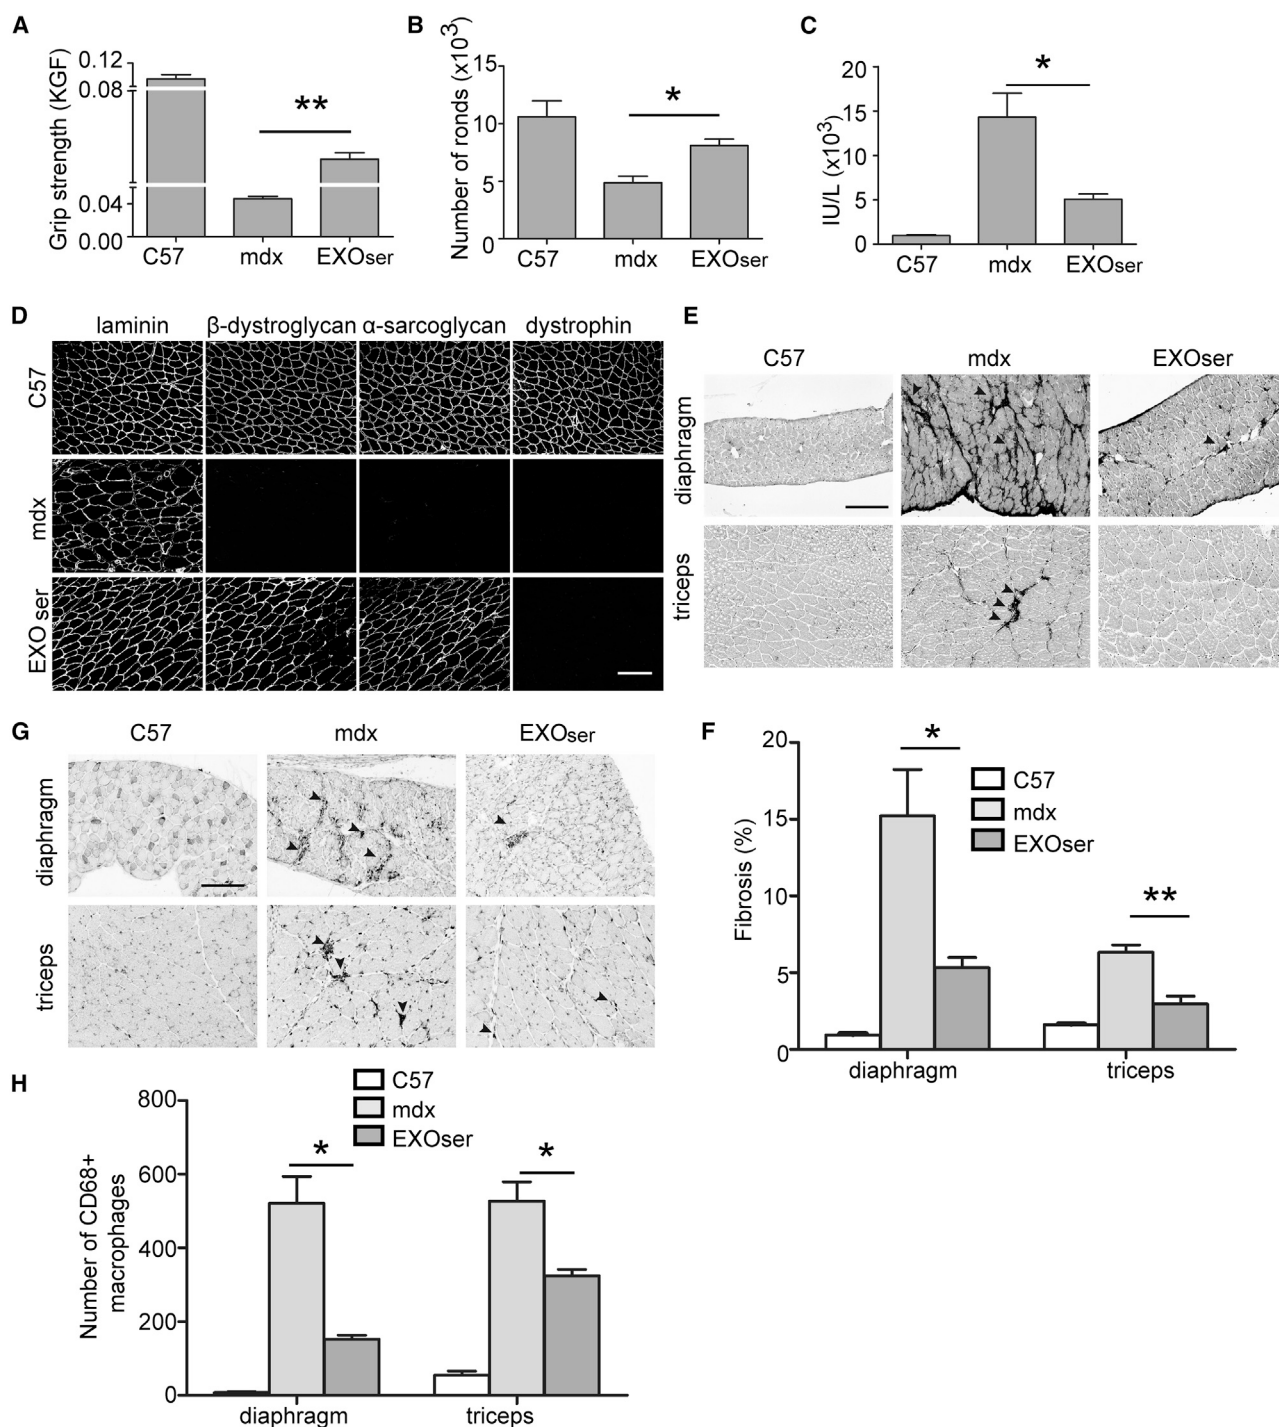 A
Grip strength (KGF)
0.12
0.08
0.04
0.00
**
C57
mdx
EXOser
B
Number of ronds (x10³)
15
10
5
0
*
C57
mdx
EXOser
C
IU/L (x10³)
20
15
10
5
0
*
C57
mdx
EXOser
D
laminin
β-dystroglycan
α-sarcoglycan
dystrophin
C57
mdx
EXO ser
E
C57
mdx
EXOser
diaphragm
triceps
G
C57
mdx
EXOser
diaphragm
triceps
F
Fibrosis (%)
20
15
10
5
0
*
**
C57
mdx
EXOser
diaphragm
triceps
H
Number of CD68+
macrophages
800
600
400
200
0
*
*
C57
mdx
EXOser
diaphragm
triceps